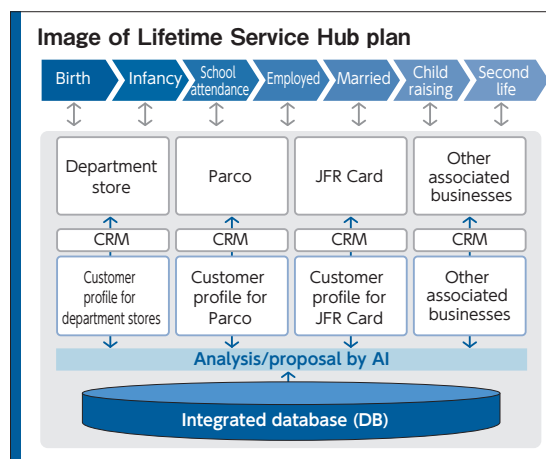 Image of Lifetime Service Hub plan
Birth
Infancy
School
attendance
Employed
Married
Child
raising
Second
life
Department
store
Parco
JFR Card
Other
associated
businesses
CRM
CRM
CRM
CRM
Customer
profile for
department stores
Customer
profile for
Parco
Customer
profile for
JFR Card
Other
associated
businesses
Analysis/proposal by AI
Integrated database (DB)